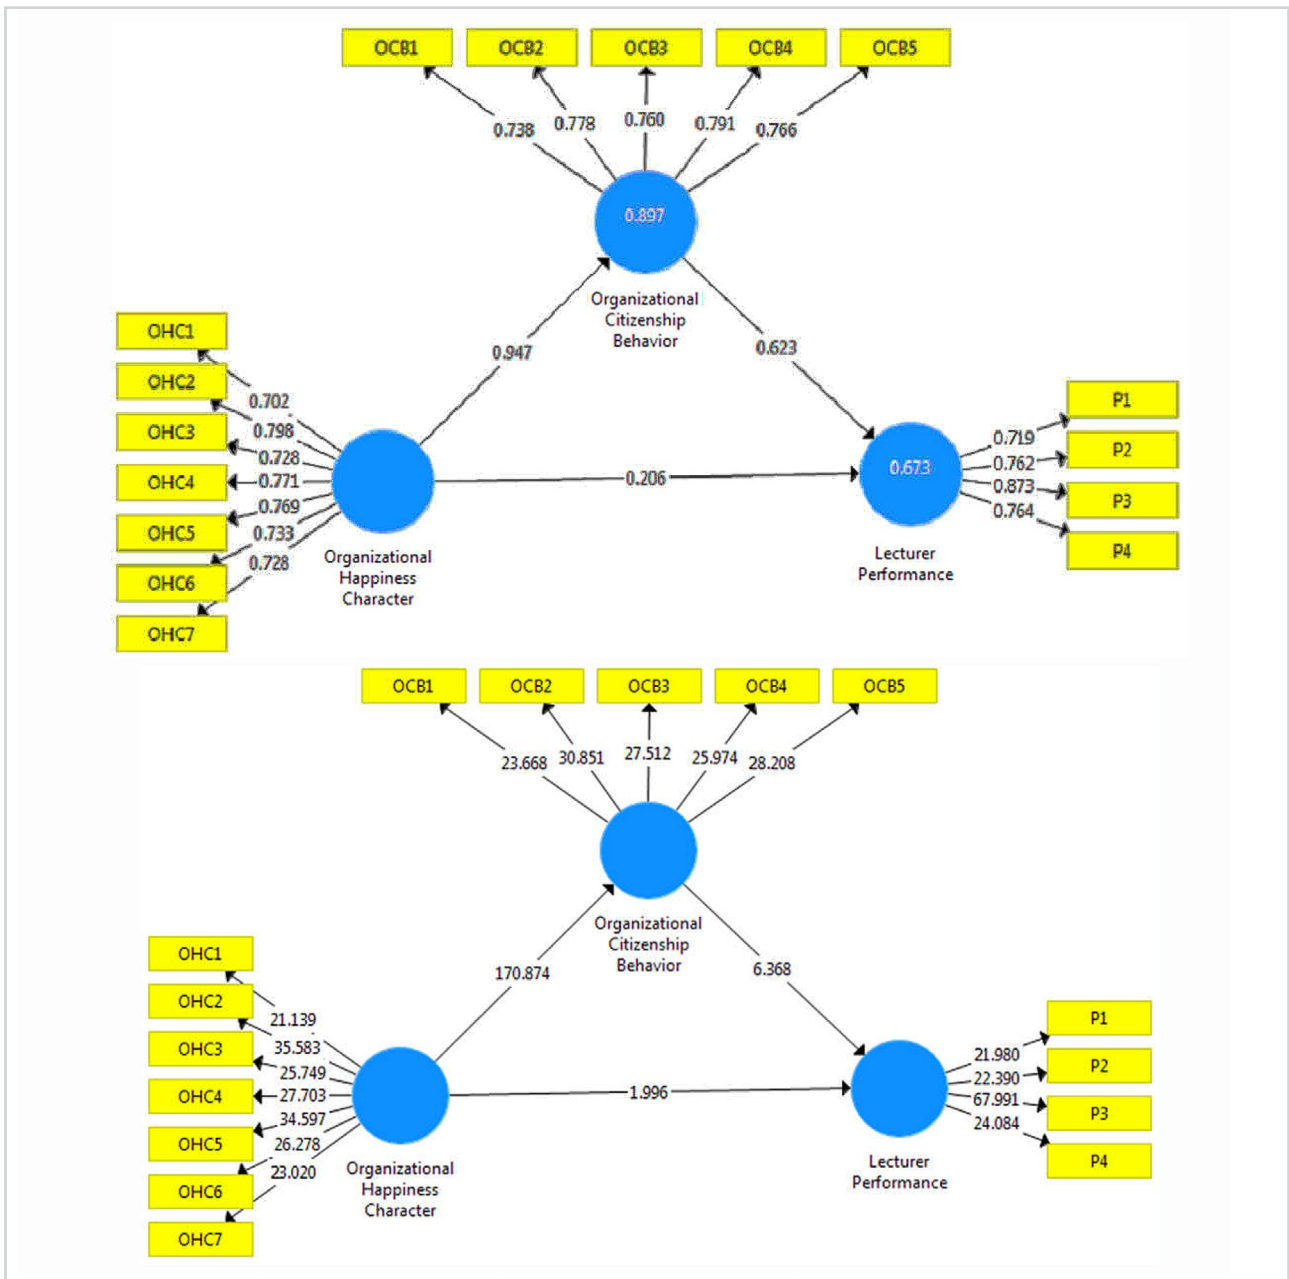 OCB1 OCB2 OCB3 OCB4 OCB5
0.738 0.778 0.760 0.791 0.766
0.897
Organizational
Citizenship
Behavior
0.947
0.623
OHC1
OHC2
OHC3
OHC4
OHC5
OHC6
OHC7
0.702
0.798
0.728
0.771
0.769
0.733
0.728
Organizational
Happiness
Character
0.206
0.673
Lecturer
Performance
0.719
0.762
0.873
0.764
P1
P2
P3
P4
OCB1 OCB2 OCB3 OCB4 OCB5
23.668 30.851 27.512 25.974 28.208
Organizational
Citizenship
Behavior
170.874
6.368
OHC1
OHC2
OHC3
OHC4
OHC5
OHC6
OHC7
21.139
35.583
25.749
27.703
34.597
26.278
23.020
Organizational
Happiness
Character
1.996
Lecturer
Performance
21.980
22.390
67.991
24.084
P1
P2
P3
P4